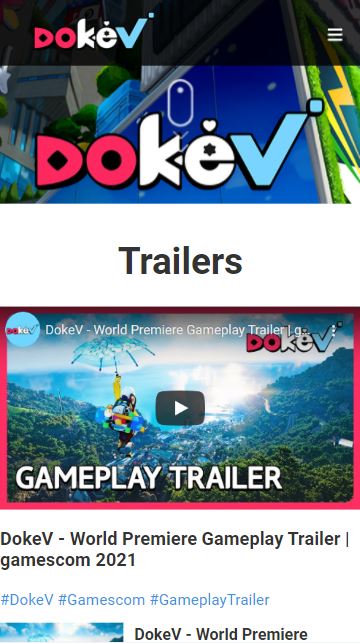 DokeV
DokeV
Trailers
DokeV
DokeV - World Premiere Gameplay Trailer | g...
DokeV
GAMEPLAY TRAILER
DokeV - World Premiere Gameplay Trailer |
gamescom 2021
#DokeV #Gamescom #GameplayTrailer
DokeV - World Premiere